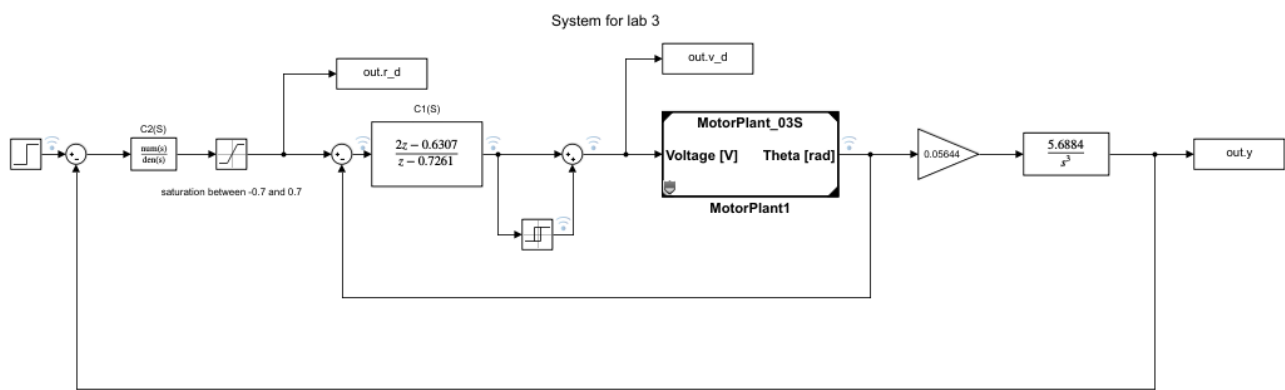 System for lab 3
out.r_d
out.v_d
C2(S)
num(s)
den(s)
saturation between -0.7 and 0.7
C1(S)
2z − 0.6307
z − 0.7261
MotorPlant_03S
Voltage [V]
Theta [rad]
MotorPlant1
0.05644
5.6884
s³
out.y